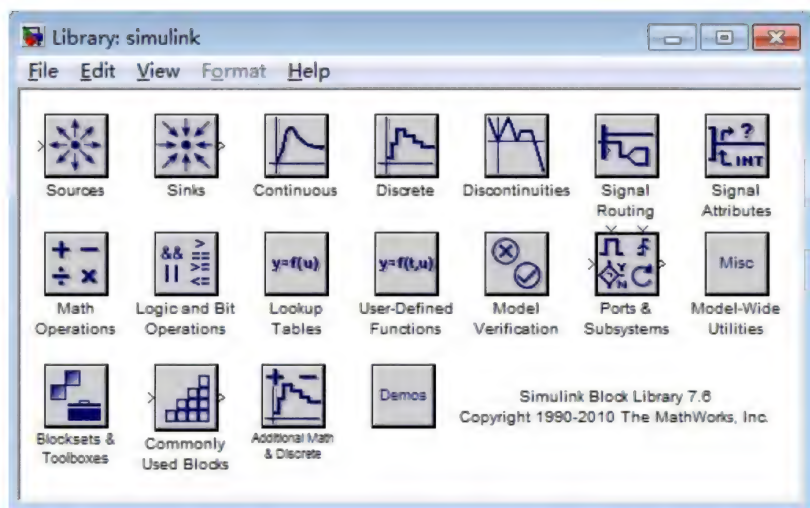 Library: simulink
File Edit View Format Help
Sources
Sinks
Continuous
Discrete
Discontinuities
Signal
Routing
? INT
Signal
Attributes
+ − ÷ ×
Math
Operations
&& || > == >= <=
Logic and Bit
Operations
y=f(u)
Lookup
Tables
y=f(t,u)
User-Defined
Functions
Model
Verification
Y N
Ports &
Subsystems
Misc
Model-Wide
Utilities
Blocksets &
Toolboxes
Commonly
Used Blocks
+ −
Additional Math
& Discrete
Demos
Simulink Block Library 7.6
Copyright 1990-2010 The MathWorks, Inc.